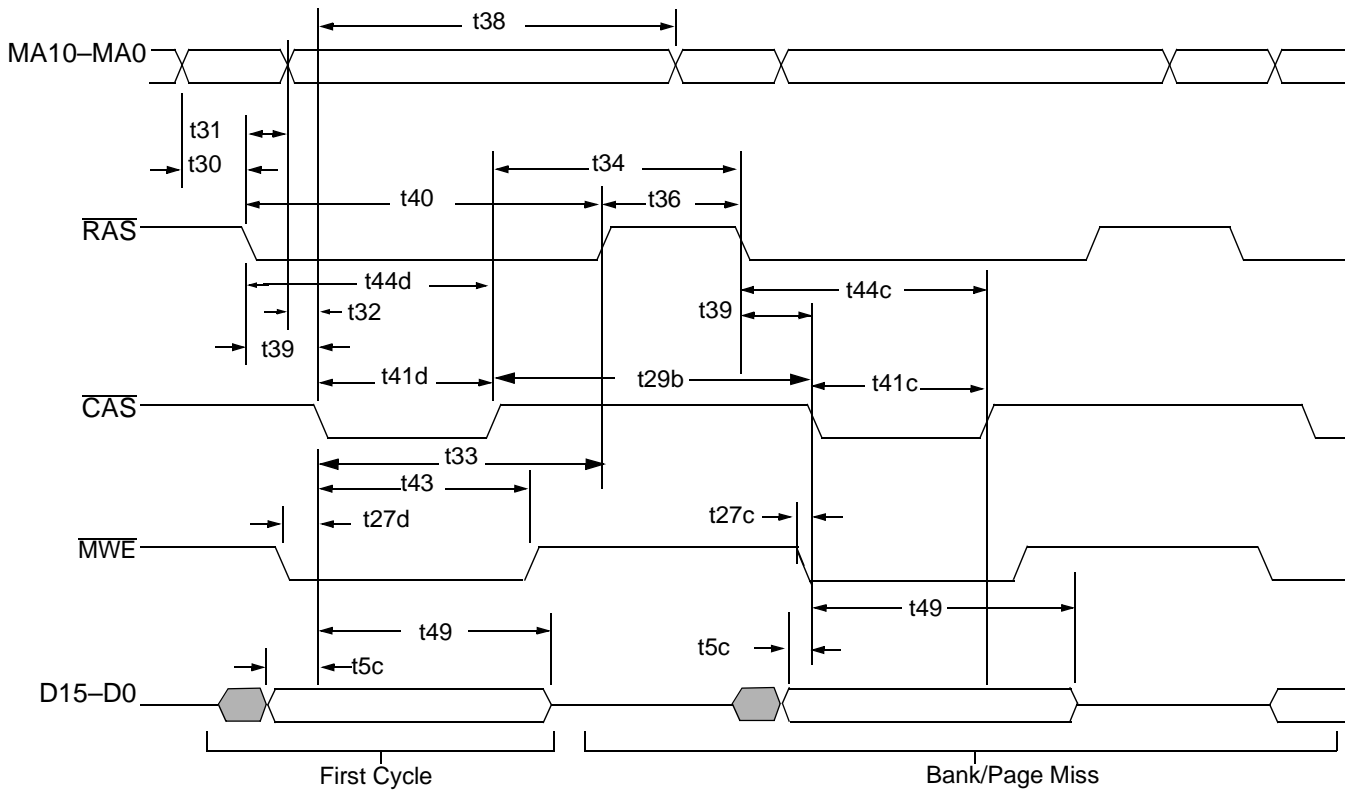 t38
MA10–MA0
t31
t30
t34
t40
t36
RAS
t44d
t44c
t32
t39
t39
t41d
t29b
t41c
CAS
t33
t43
t27d
t27c
MWE
t49
t49
t5c
t5c
D15–D0
First Cycle
Bank/Page Miss